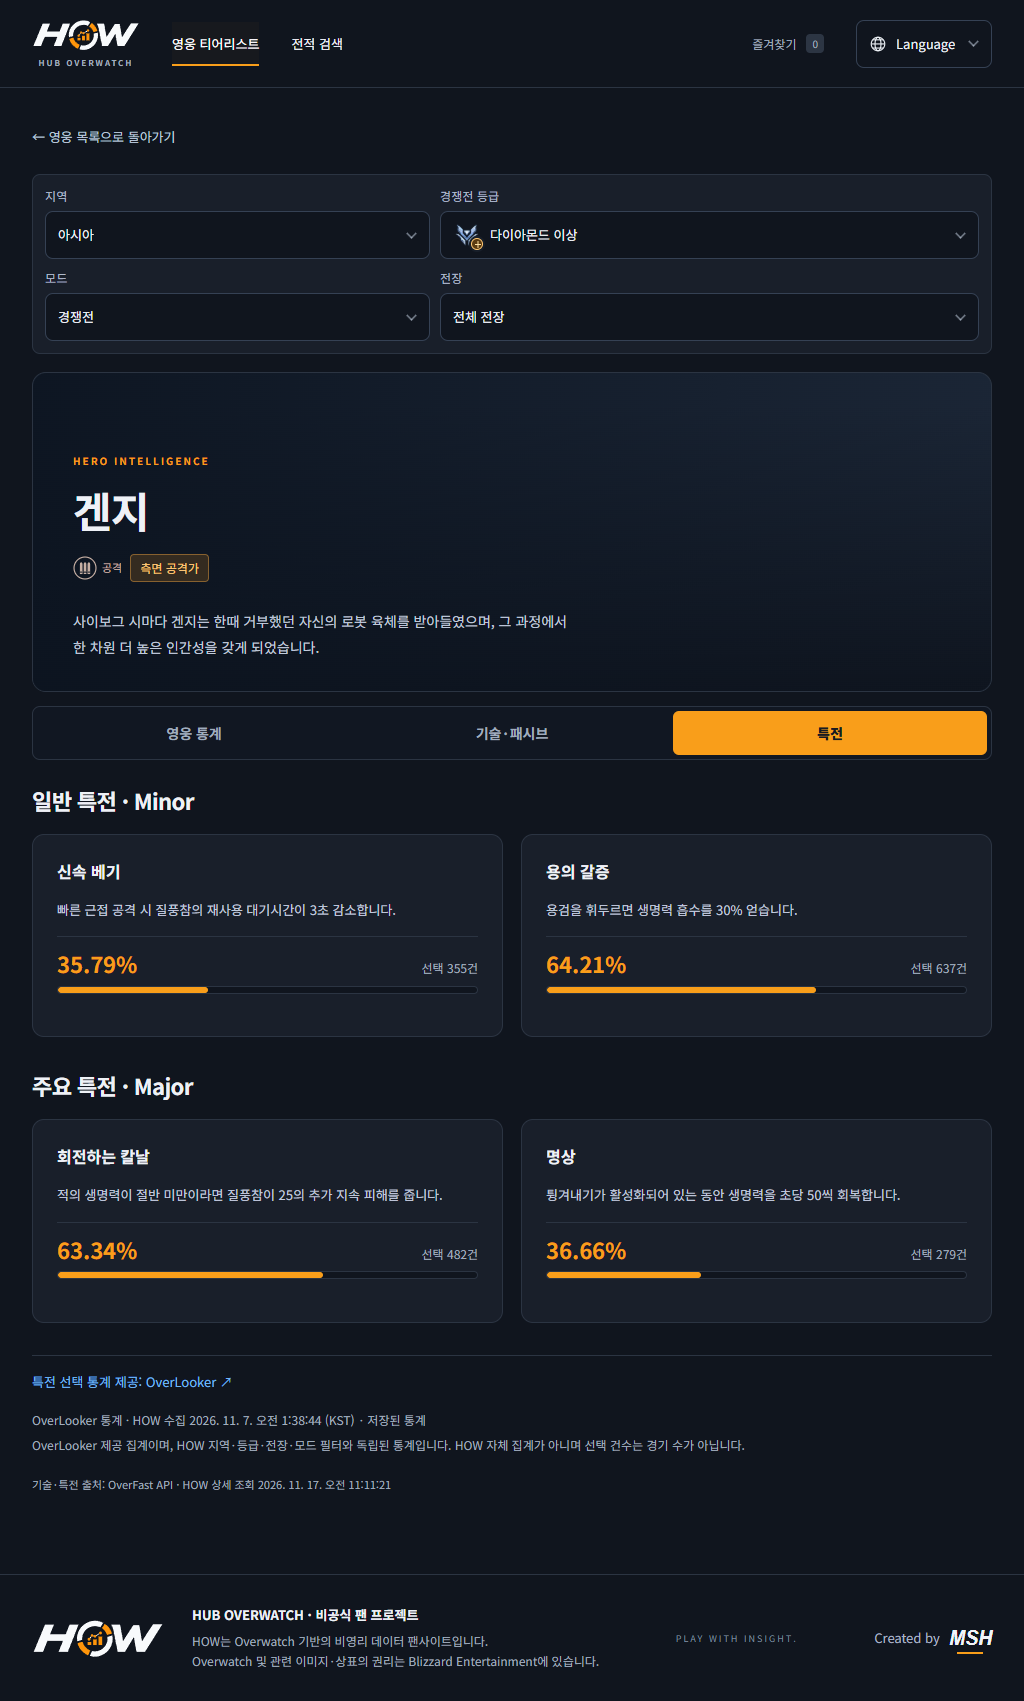 HOW
HUB OVERWATCH
영웅 티어리스트
전적 검색
즐겨찾기 0
Language
← 영웅 목록으로 돌아가기
지역
경쟁전 등급
아시아
다이아몬드 이상
모드
전장
경쟁전
전체 전장
HERO INTELLIGENCE
겐지
공격
측면 공격가
사이보그 시마다 겐지는 한때 거부했던 자신의 로봇 육체를 받아들였으며, 그 과정에서
한 차원 더 높은 인간성을 갖게 되었습니다.
영웅 통계
기술·패시브
특전
일반 특전 · Minor
신속 베기
빠른 근접 공격 시 질풍참의 재사용 대기시간이 3초 감소합니다.
35.79%
선택 355건
용의 갈증
용검을 휘두르면 생명력 흡수를 30% 얻습니다.
64.21%
선택 637건
주요 특전 · Major
회전하는 칼날
적의 생명력이 절반 미만이라면 질풍참이 25의 추가 지속 피해를 줍니다.
63.34%
선택 482건
명상
튕겨내기가 활성화되어 있는 동안 생명력을 초당 50씩 회복합니다.
36.66%
선택 279건
특전 선택 통계 제공: OverLooker ↗
OverLooker 통계 · HOW 수집 2026. 11. 7. 오전 1:38:44 (KST) · 저장된 통계
OverLooker 제공 집계이며, HOW 지역·등급·전장·모드 필터와 독립된 통계입니다. HOW 자체 집계가 아니며 선택 건수는 경기 수가 아닙니다.
기술·특전 출처: OverFast API · HOW 상세 조회 2026. 11. 17. 오전 11:11:21
HOW
HUB OVERWATCH · 비공식 팬 프로젝트
HOW는 Overwatch 기반의 비영리 데이터 팬사이트입니다.
Overwatch 및 관련 이미지·상표의 권리는 Blizzard Entertainment에 있습니다.
PLAY WITH INSIGHT.
Created by MSH